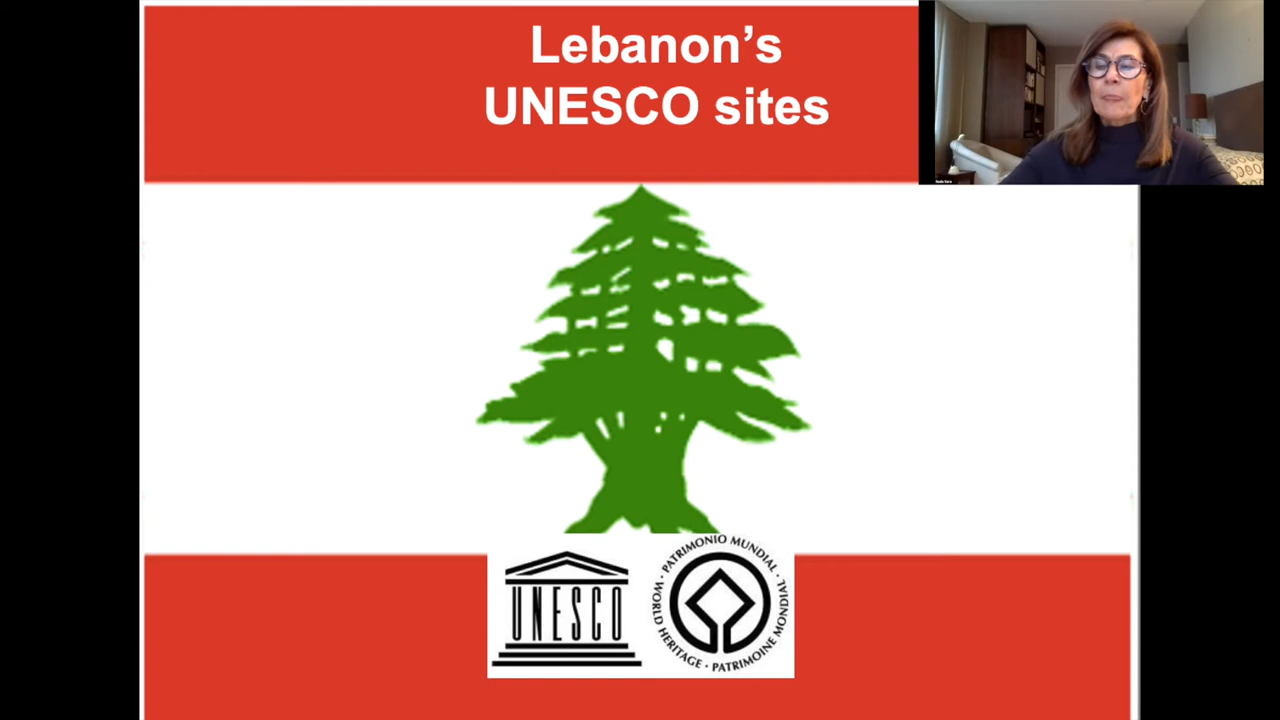 Lebanon’s
UNESCO sites
UNESCO
WORLD HERITAGE · PATRIMONIO MUNDIAL · PATRIMOINE MONDIAL ·